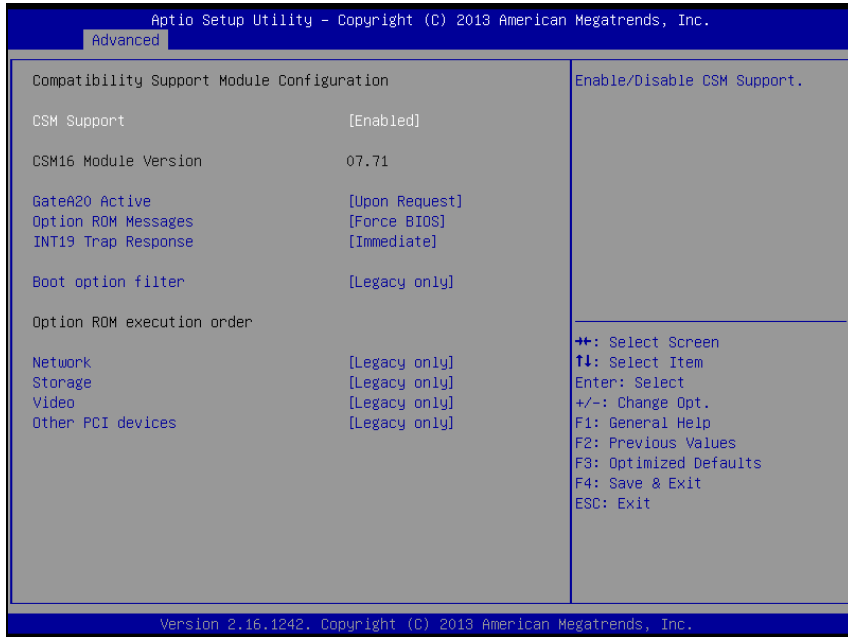 Aptio Setup Utility – Copyright (C) 2013 American Megatrends, Inc.
Advanced
Compatibility Support Module Configuration
CSM Support [Enabled]
CSM16 Module Version 07.71
GateA20 Active [Upon Request]
Option ROM Messages [Force BIOS]
INT19 Trap Response [Immediate]
Boot option filter [Legacy only]
Option ROM execution order
Network [Legacy only]
Storage [Legacy only]
Video [Legacy only]
Other PCI devices [Legacy only]
Enable/Disable CSM Support.
→←: Select Screen
↑↓: Select Item
Enter: Select
+/-: Change Opt.
F1: General Help
F2: Previous Values
F3: Optimized Defaults
F4: Save & Exit
ESC: Exit
Version 2.16.1242. Copyright (C) 2013 American Megatrends, Inc.